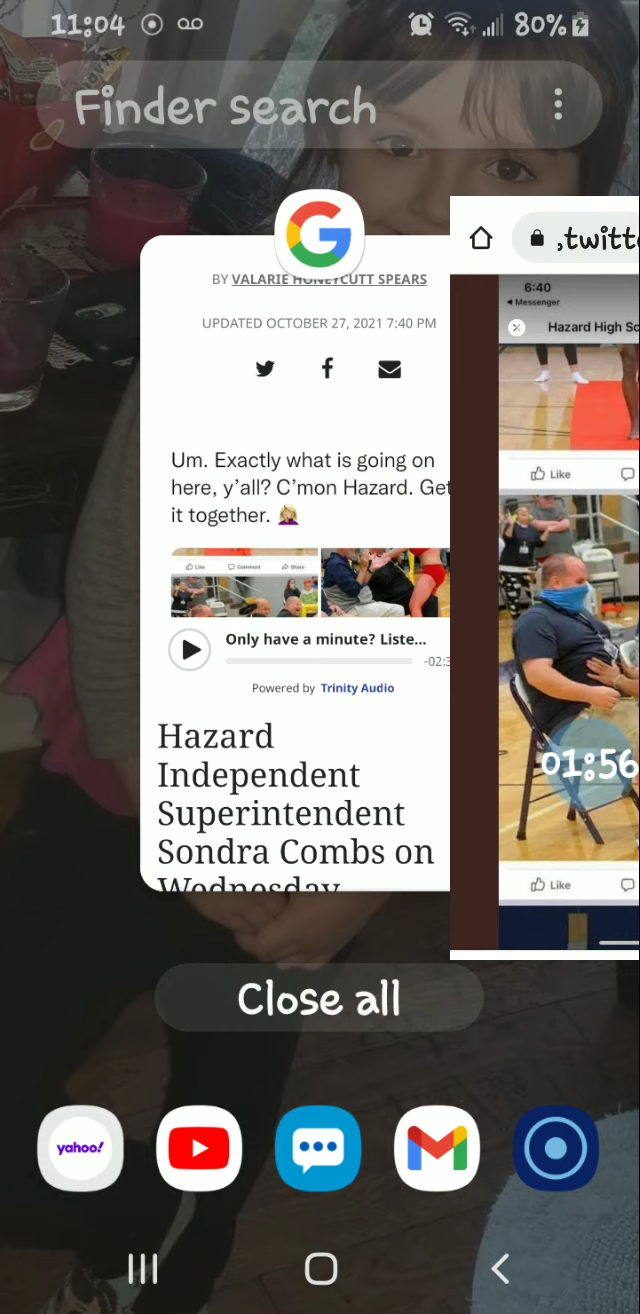 11:04
80%
Finder search
,twitt
BY VALARIE HONEYCUTT SPEARS
UPDATED OCTOBER 27, 2021 7:40 PM
6:40
Messenger
Hazard High Sc
Like
Um. Exactly what is going on
here, y'all? C'mon Hazard. Get
it together. 🤦🏼‍♀️
Like Comment Share
Only have a minute? Liste...
-02:3
Powered by Trinity Audio
Hazard
Independent
Superintendent
Sondra Combs on
Wednesday
01:56
Like
Close all
yahoo!